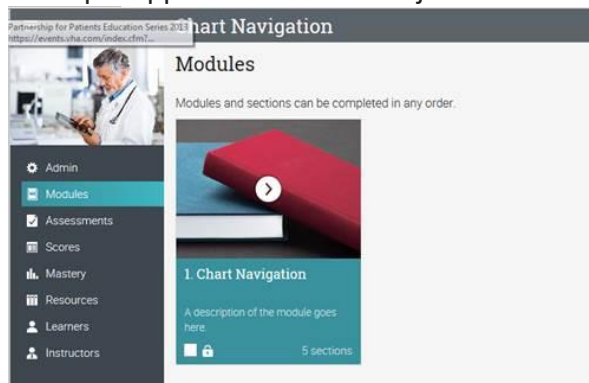 Partnership for Patients Education Series 2013
https://events.vha.com/index.cfm?...
hart Navigation
Modules
Modules and sections can be completed in any order.
Admin
Modules
Assessments
Scores
Mastery
Resources
Learners
Instructors
1. Chart Navigation
A description of the module goes
here.
5 sections